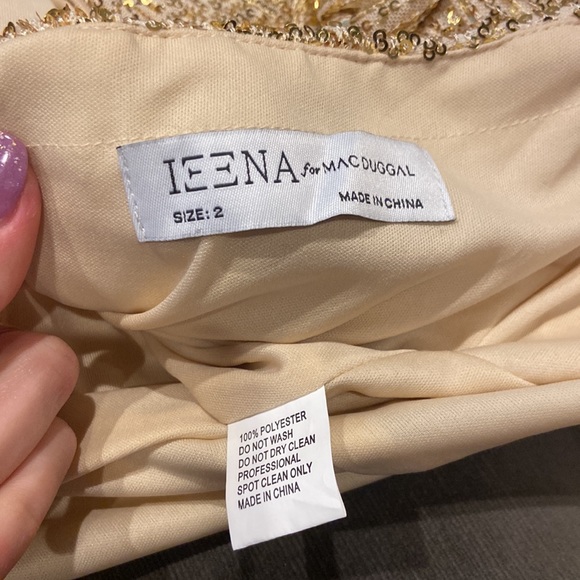 IEENA for MAC DUGGAL
SIZE: 2 MADE IN CHINA
100% POLYESTER
DO NOT WASH
DO NOT DRY CLEAN
PROFESSIONAL
SPOT CLEAN ONLY
MADE IN CHINA